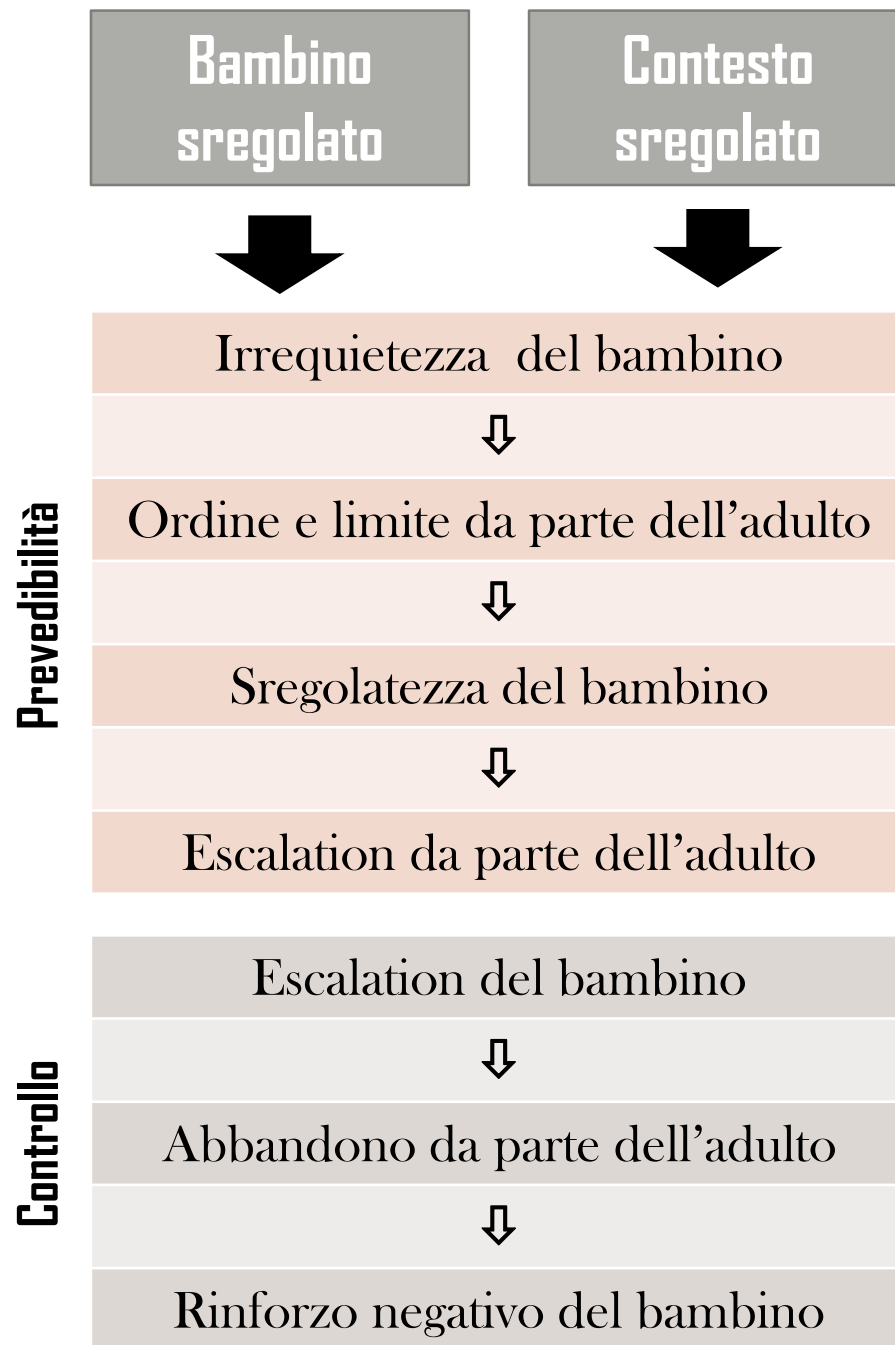 Bambino
sregolato
Contesto
sregolato
Irrequietezza  del bambino
Ordine e limite da parte dell’adulto
Sregolatezza del bambino
Escalation da parte dell’adulto
Prevedibilità
Escalation del bambino
Abbandono da parte dell’adulto
Rinforzo negativo del bambino
Controllo